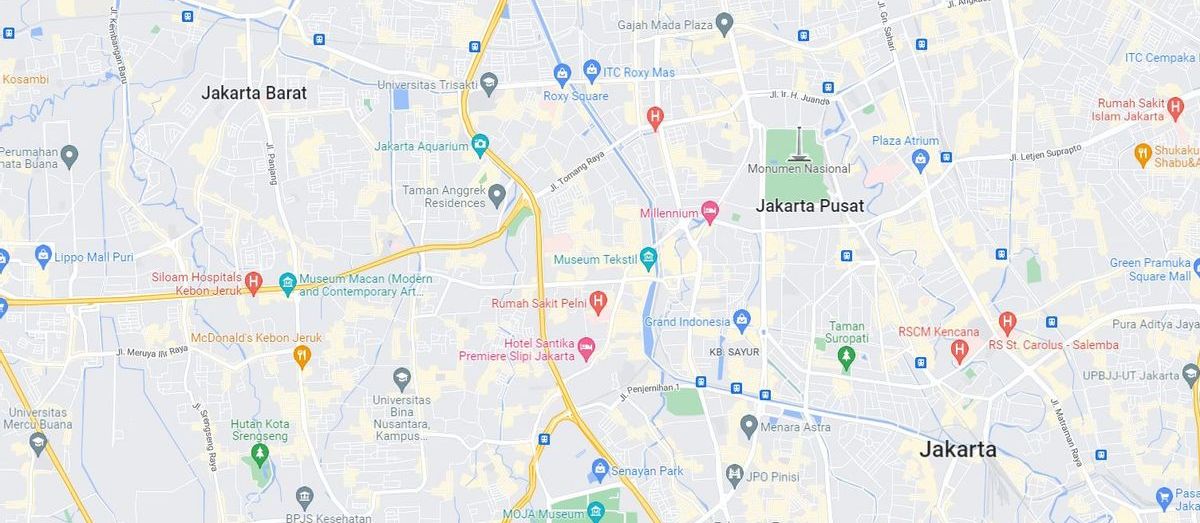 Jl. Kembangan Baru
Gajah Mada Plaza
Jl. Gn. Sahari
Jl. Angk
ITC Cempaka
Kosambi
Universitas Trisakti
ITC Roxy Mas
Roxy Square
Jakarta Barat
Jl. Ir. H. Juanda
Rumah Sakit
Islam Jakarta
Perumahan
nata Buana
Jl. Panjang
Jakarta Aquarium
Plaza Atrium
Jl. Letjen Suprapto
Shukaku
Shabu&A
Jl. Tomang Raya
Monumen Nasional
Taman Anggrek
Residences
Millennium
Jakarta Pusat
Lippo Mall Puri
Museum Tekstil
Green Pramuka
Square Mall
Siloam Hospitals
Kebon Jeruk
Museum Macan (Modern
and Contemporary Art...
Rumah Sakit Pelni
Grand Indonesia
Taman
Suropati
RSCM Kencana
RS St. Carolus - Salemba
Pura Aditya Jaya
McDonald's Kebon Jeruk
Jl. Meruya Ilir Raya
Hotel Santika
Premiere Slipi Jakarta
KB. SAYUR
UPBJJ-UT Jakarta
Jl. Penjernihan 1
Universitas
Mercu Buana
Jl. Srengseng Raya
Hutan Kota
Srengseng
Universitas
Bina
Nusantara,
Kampus...
Menara Astra
Jl. Matraman Raya
Jakarta
Senayan Park
JPO Pinisi
BPJS Kesehatan
MOJA Museum
Pasa